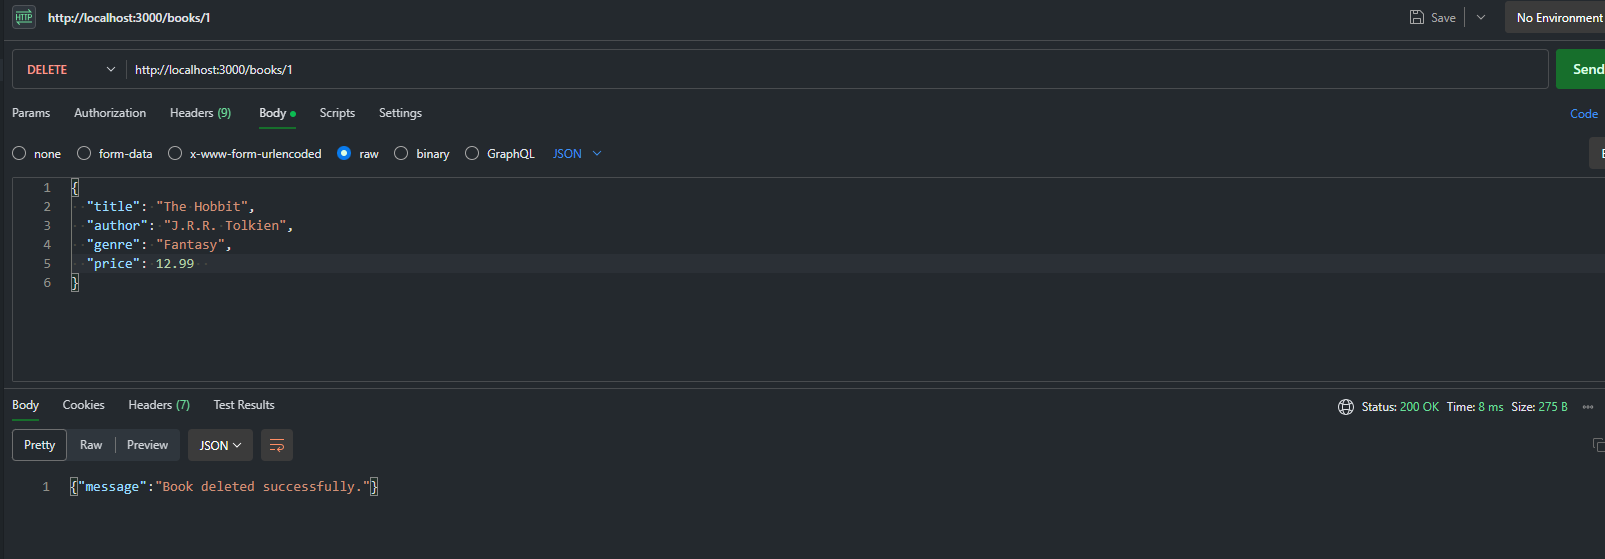 HTTP http://localhost:3000/books/1 Save No Environment
DELETE http://localhost:3000/books/1 Send
Params Authorization Headers (9) Body Scripts Settings Code
none form-data x-www-form-urlencoded raw binary GraphQL JSON
1 {
2 "title": "The Hobbit",
3 "author": "J.R.R. Tolkien",
4 "genre": "Fantasy",
5 "price": 12.99
6 }
Body Cookies Headers (7) Test Results Status: 200 OK Time: 8 ms Size: 275 B
Pretty Raw Preview JSON
1 {"message":"Book deleted successfully."}